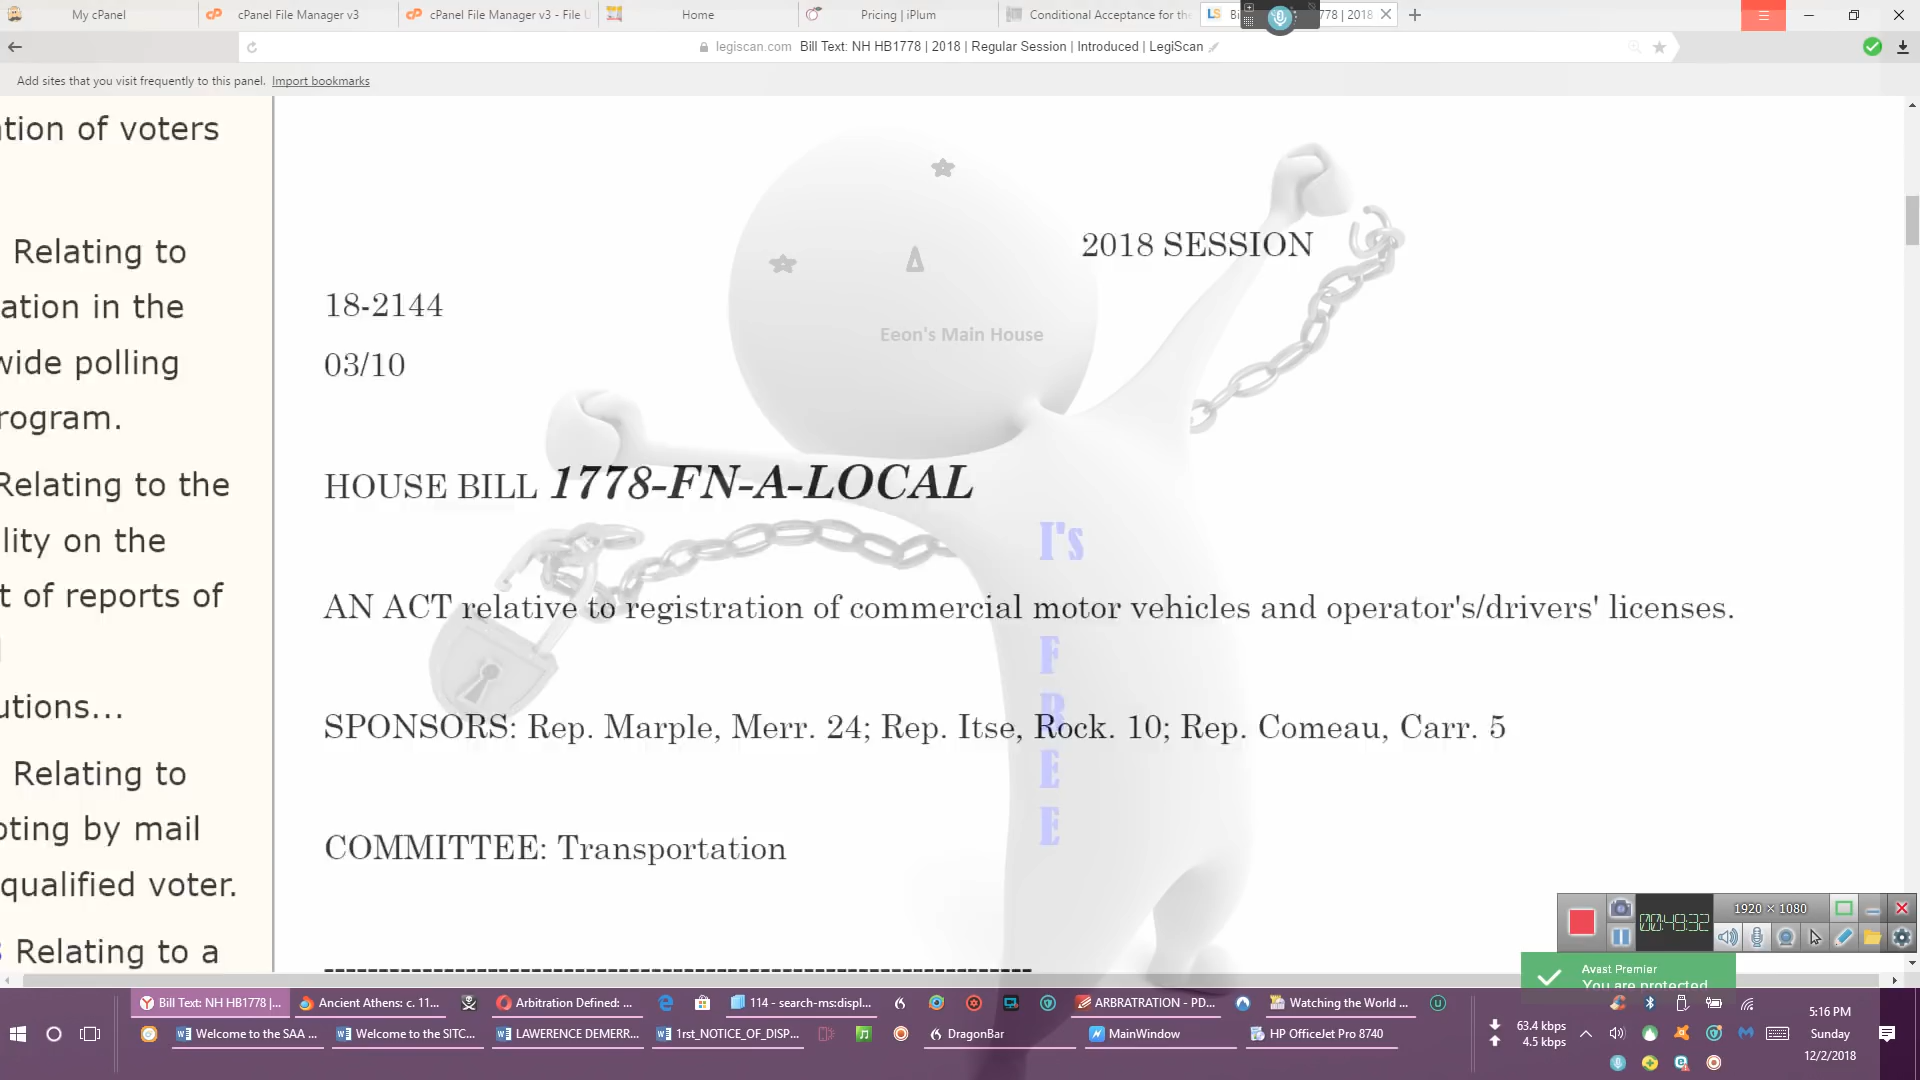 My cPanel
cPanel File Manager v3
cPanel File Manager v3 - File
Home
Pricing | iPlum
Conditional Acceptance for the
1778 | 2018
legiscan.com Bill Text: NH HB1778 | 2018 | Regular Session | Introduced | LegiScan
Add sites that you visit frequently to this panel. Import bookmarks
ation of voters
Relating to
ation in the
wide polling
rogram.
Relating to the
lity on the
t of reports of
utions...
Relating to
oting by mail
qualified voter.
Relating to a
2018 SESSION
18-2144
Eeon's Main House
03/10
HOUSE BILL 1778-FN-A-LOCAL
I's
AN ACT relative to registration of commercial motor vehicles and operator's/drivers' licenses.
F
R
SPONSORS: Rep. Marple, Merr. 24; Rep. Itse, Rock. 10; Rep. Comeau, Carr. 5
E
E
COMMITTEE: Transportation
1920 × 1080
00:49:32
Avast Premier
You are protected
Bill Text: NH HB1778 |...
Ancient Athens: c. 11...
Arbitration Defined: ...
114 - search-ms:displ...
ARBRATRATION - PD...
Watching the World ...
Welcome to the SAA ...
Welcome to the SITC...
LAWERENCE DEMERR...
1rst_NOTICE_OF_DISP...
DragonBar
MainWindow
HP OfficeJet Pro 8740
63.4 kbps
4.5 kbps
5:16 PM
Sunday
12/2/2018